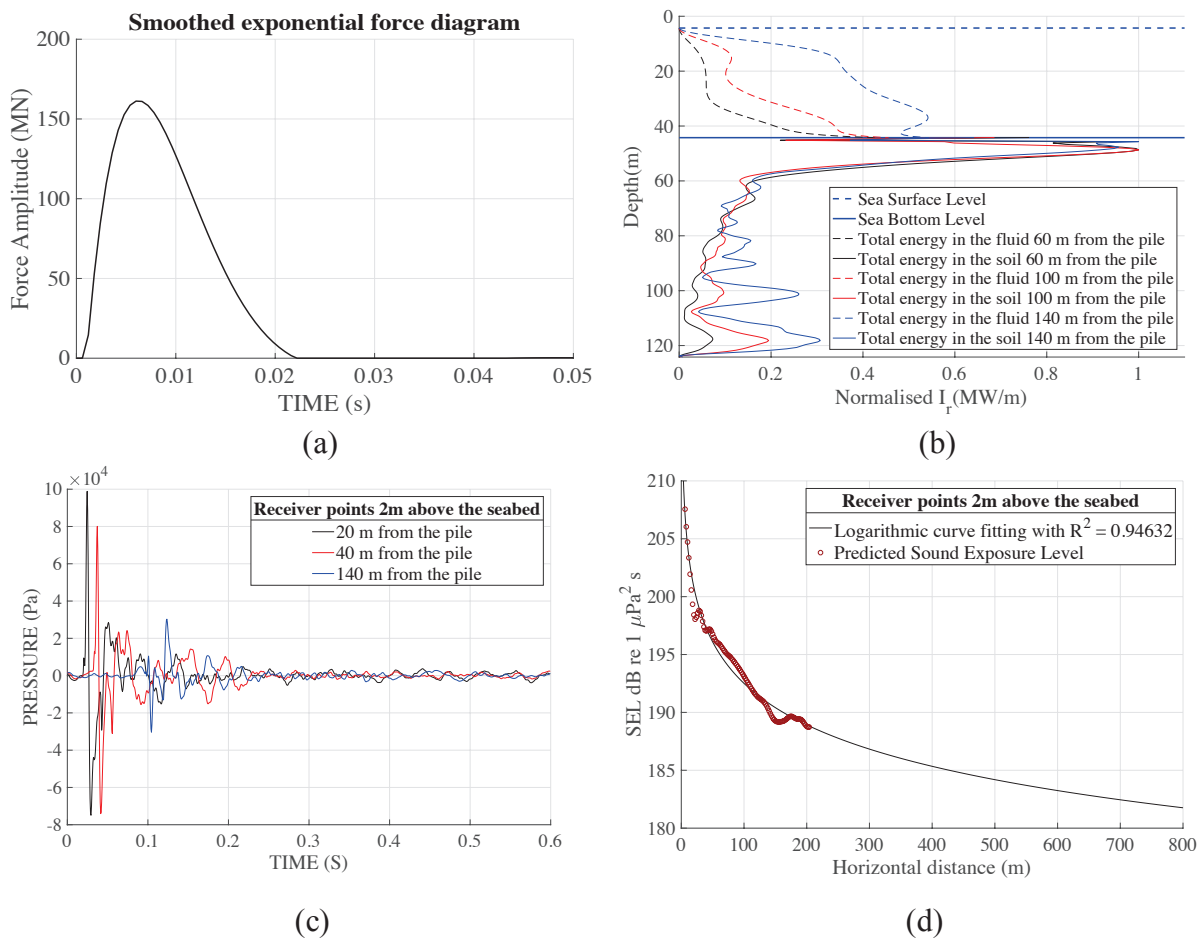 Smoothed exponential force diagram
200
150
100
50
0
Force Amplitude (MN)
0 0.01 0.02 0.03 0.04 0.05
TIME (s)
(a)
0
20
40
60
80
100
120
Depth(m)
Sea Surface Level
Sea Bottom Level
Total energy in the fluid 60 m from the pile
Total energy in the soil 60 m from the pile
Total energy in the fluid 100 m from the pile
Total energy in the soil 100 m from the pile
Total energy in the fluid 140 m from the pile
Total energy in the soil 140 m from the pile
0 0.2 0.4 0.6 0.8 1
Normalised I_r(MW/m)
(b)
×10⁴
10
8
6
4
2
0
-2
-4
-6
-8
PRESSURE (Pa)
Receiver points 2m above the seabed
20 m from the pile
40 m from the pile
140 m from the pile
0 0.1 0.2 0.3 0.4 0.5 0.6
TIME (S)
(c)
210
205
200
195
190
185
180
SEL dB re 1 μPa² s
Receiver points 2m above the seabed
Logarithmic curve fitting with R² = 0.94632
Predicted Sound Exposure Level
0 100 200 300 400 500 600 700 800
Horizontal distance (m)
(d)